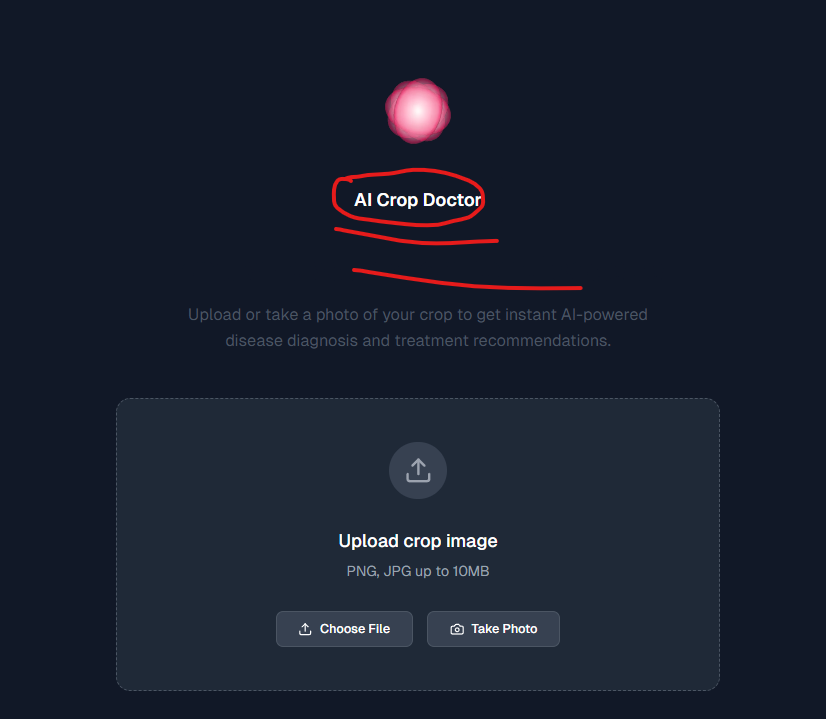 AI Crop Doctor
Upload or take a photo of your crop to get instant AI-powered
disease diagnosis and treatment recommendations.
Upload crop image
PNG, JPG up to 10MB
Choose File
Take Photo